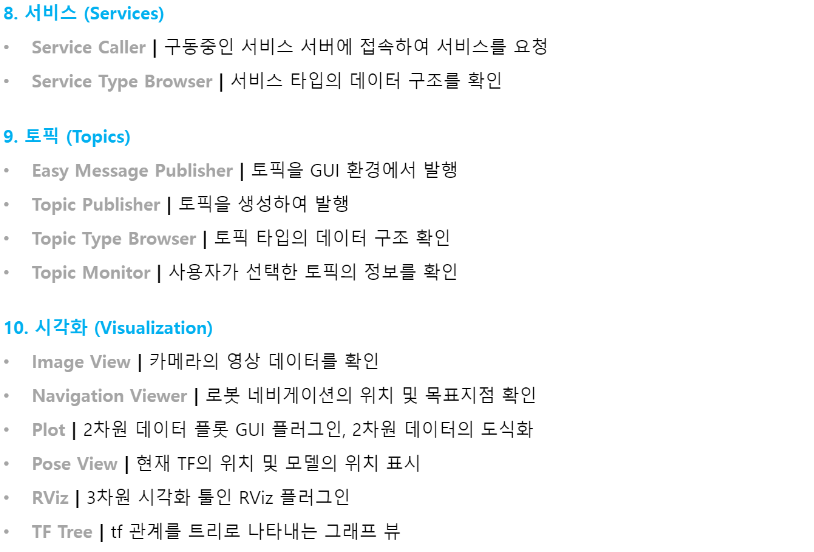 8. 서비스 (Services)
• Service Caller | 구동중인 서비스 서버에 접속하여 서비스를 요청
• Service Type Browser | 서비스 타입의 데이터 구조를 확인
9. 토픽 (Topics)
• Easy Message Publisher | 토픽을 GUI 환경에서 발행
• Topic Publisher | 토픽을 생성하여 발행
• Topic Type Browser | 토픽 타입의 데이터 구조 확인
• Topic Monitor | 사용자가 선택한 토픽의 정보를 확인
10. 시각화 (Visualization)
• Image View | 카메라의 영상 데이터를 확인
• Navigation Viewer | 로봇 네비게이션의 위치 및 목표지점 확인
• Plot | 2차원 데이터 플롯 GUI 플러그인, 2차원 데이터의 도식화
• Pose View | 현재 TF의 위치 및 모델의 위치 표시
• RViz | 3차원 시각화 툴인 RViz 플러그인
• TF Tree | tf 관계를 트리로 나타내는 그래프 뷰